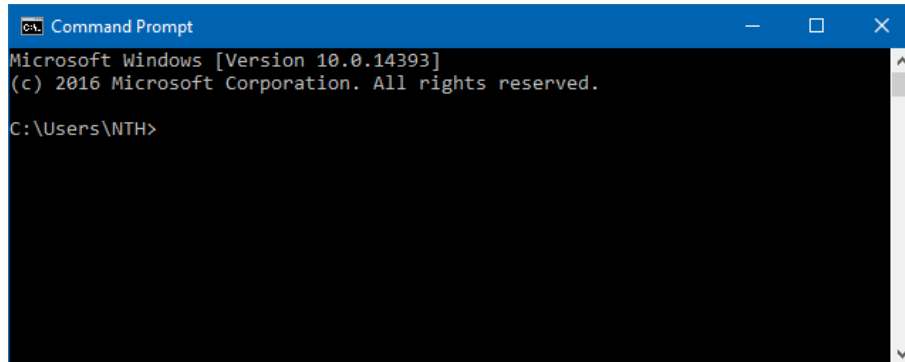 Command Prompt
Microsoft Windows [Version 10.0.14393]
(c) 2016 Microsoft Corporation. All rights reserved.
C:\Users\NTH>